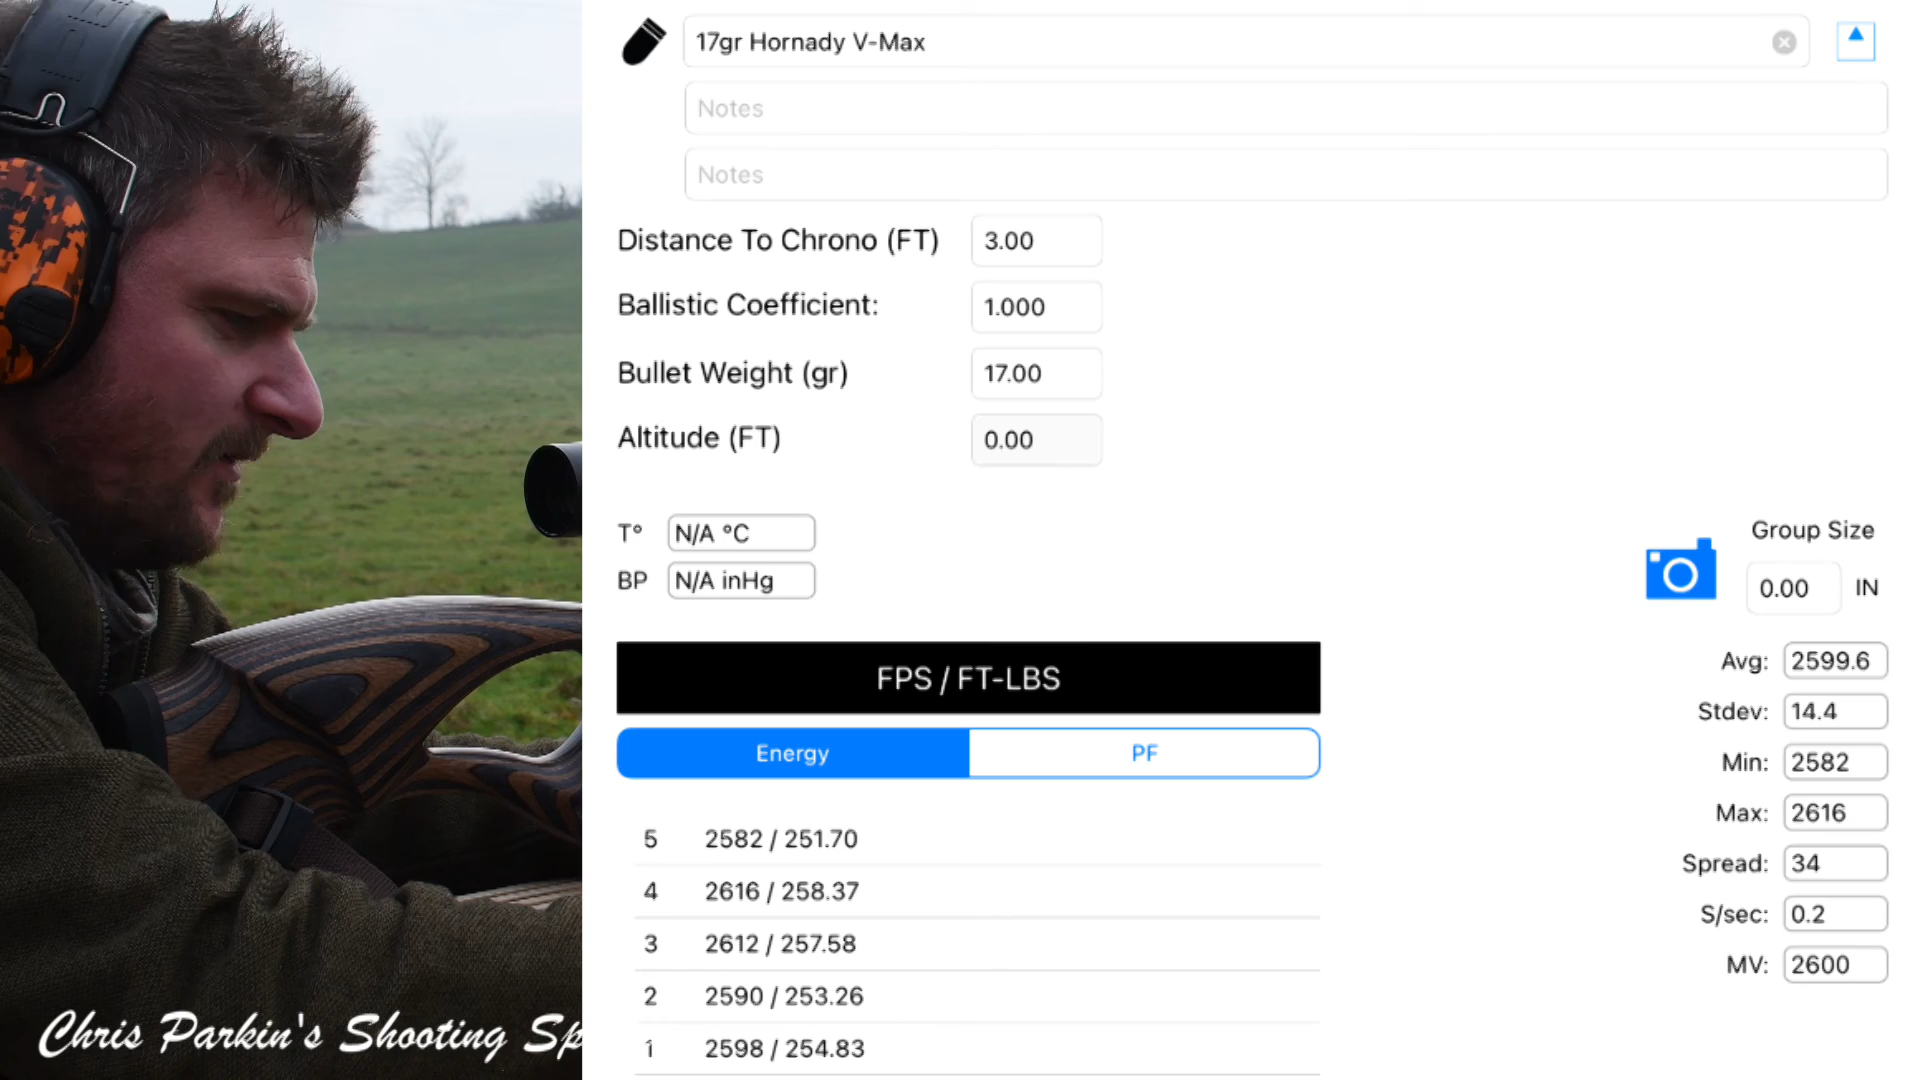 17gr Hornady V-Max
Notes
Notes
Distance To Chrono (FT) 3.00
Ballistic Coefficient: 1.000
Bullet Weight (gr) 17.00
Altitude (FT) 0.00
T° N/A °C
BP N/A inHg
Group Size
0.00 IN
FPS / FT-LBS
Energy PF
Avg: 2599.6
Stdev: 14.4
Min: 2582
Max: 2616
Spread: 34
S/sec: 0.2
MV: 2600
5 2582 / 251.70
4 2616 / 258.37
3 2612 / 257.58
2 2590 / 253.26
1 2598 / 254.83
Chris Parkin's Shooting Sp